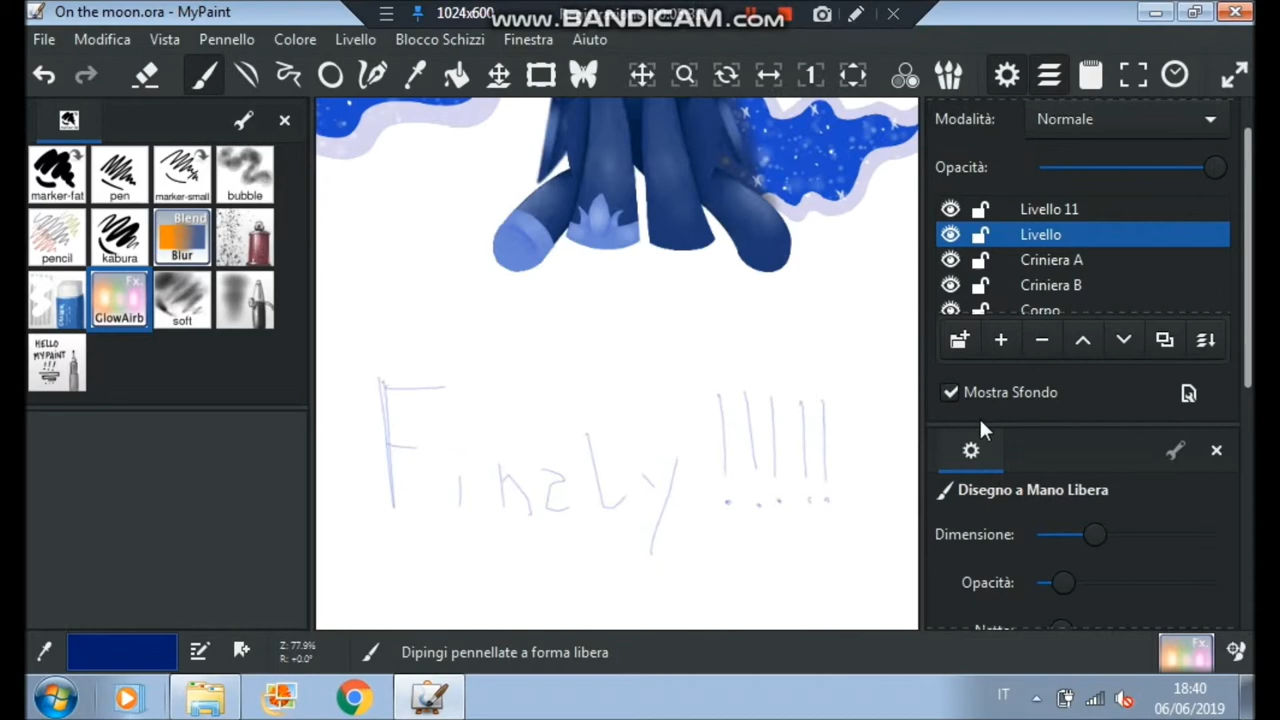 On the moon.ora - MyPaint
1024x600
www.BANDICAM.com
File Modifica Vista Pennello Colore Livello Blocco Schizzi Finestra Aiuto
1
Modalità: Normale
Opacità:
marker-fat pen marker-small bubble
pencil kabura Blend Blur
Fx. GlowAirb soft
HELLO MYPAINT !!!
Livello 11
Livello
Criniera A
Criniera B
Corpo
Mostra Sfondo
Finaly !!!!!
Disegno a Mano Libera
Dimensione:
Opacità:
Z: 77.9%
R: +0.0°
Dipingi pennellate a forma libera
Fx.
IT
18:40
06/06/2019